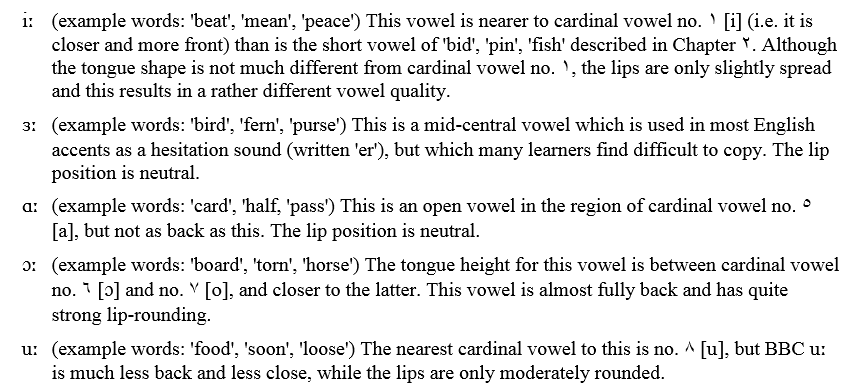 i: (example words: 'beat', 'mean', 'peace') This vowel is nearer to cardinal vowel no. ١ [i] (i.e. it is
closer and more front) than is the short vowel of 'bid', 'pin', 'fish' described in Chapter ٢. Although
the tongue shape is not much different from cardinal vowel no. ١, the lips are only slightly spread
and this results in a rather different vowel quality.
ɜ: (example words: 'bird', 'fern', 'purse') This is a mid-central vowel which is used in most English
accents as a hesitation sound (written 'er'), but which many learners find difficult to copy. The lip
position is neutral.
ɑ: (example words: 'card', 'half, 'pass') This is an open vowel in the region of cardinal vowel no. ٥
[a], but not as back as this. The lip position is neutral.
ɔ: (example words: 'board', 'torn', 'horse') The tongue height for this vowel is between cardinal vowel
no. ٦ [ɔ] and no. ٧ [o], and closer to the latter. This vowel is almost fully back and has quite
strong lip-rounding.
u: (example words: 'food', 'soon', 'loose') The nearest cardinal vowel to this is no. ٨ [u], but BBC u:
is much less back and less close, while the lips are only moderately rounded.